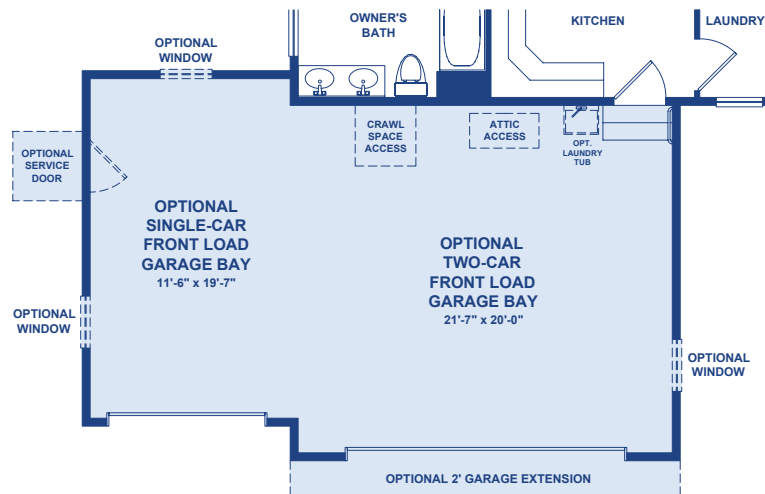 OWNER'S
BATH
KITCHEN
LAUNDRY
OPTIONAL
WINDOW
CRAWL
SPACE
ACCESS
ATTIC
ACCESS
OPT.
LAUNDRY
TUB
OPTIONAL
SERVICE
DOOR
OPTIONAL
SINGLE-CAR
FRONT LOAD
GARAGE BAY
11'-6" x 19'-7"
OPTIONAL
TWO-CAR
FRONT LOAD
GARAGE BAY
21'-7" x 20'-0"
OPTIONAL
WINDOW
OPTIONAL
WINDOW
OPTIONAL 2' GARAGE EXTENSION